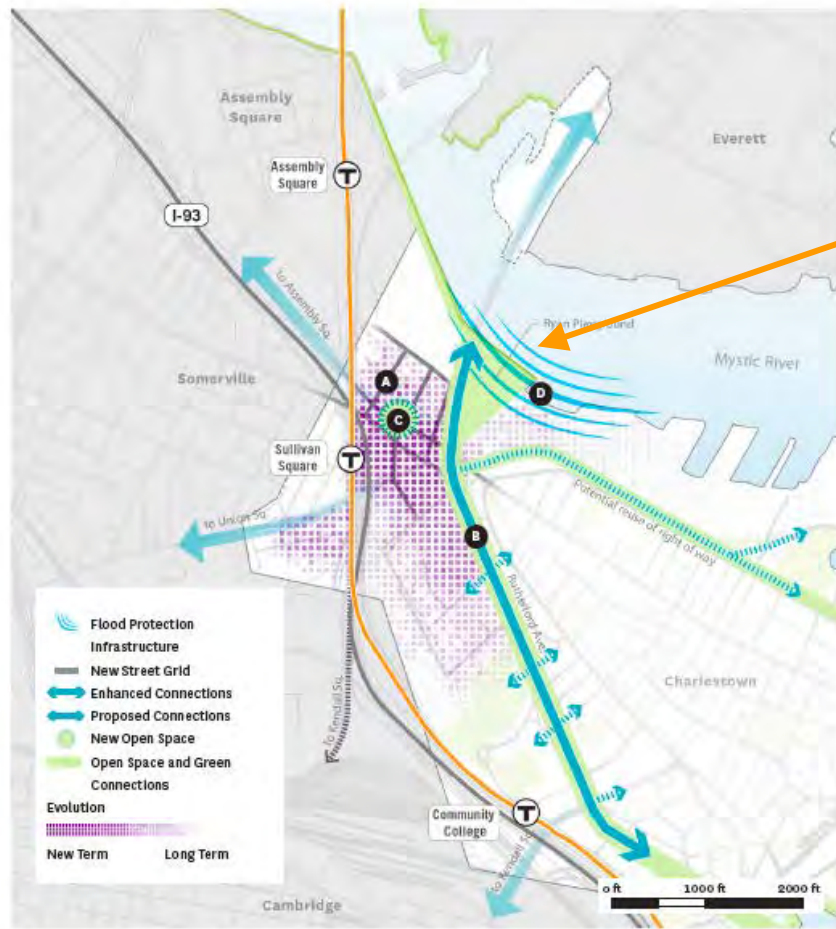 Assembly
Square
Everett
Assembly
Square
T
I-93
to Assembly Sq.
Ryan Playground
Mystic River
A
D
Somerville
C
Sullivan
Square
T
to Union Sq.
Potential reuse of right of way
B
Rutherford Ave
Charlestown
to Kendall Sq.
Flood Protection
Infrastructure
New Street Grid
Enhanced Connections
Proposed Connections
New Open Space
Open Space and Green
Connections
Evolution
New Term Long Term
Community
College
T
to Kendall Sq.
Cambridge
0 ft 1000 ft 2000 ft